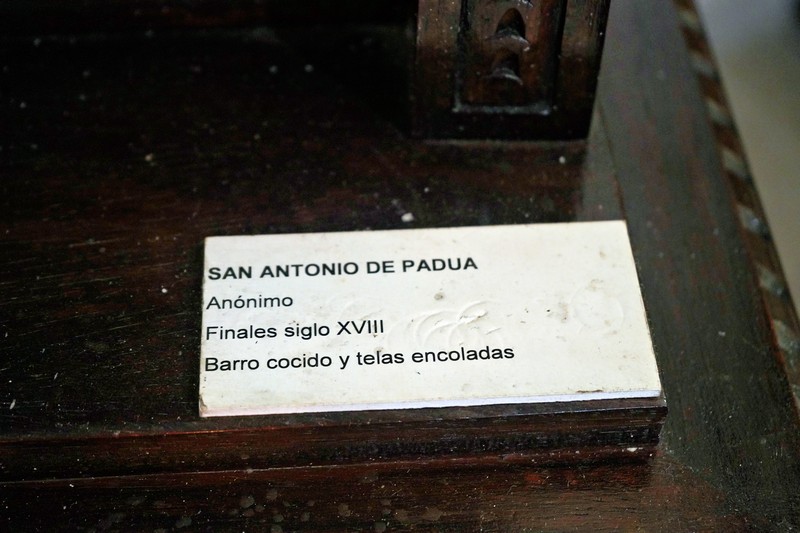 SAN ANTONIO DE PADUA
Anónimo
Finales siglo XVIII
Barro cocido y telas encoladas